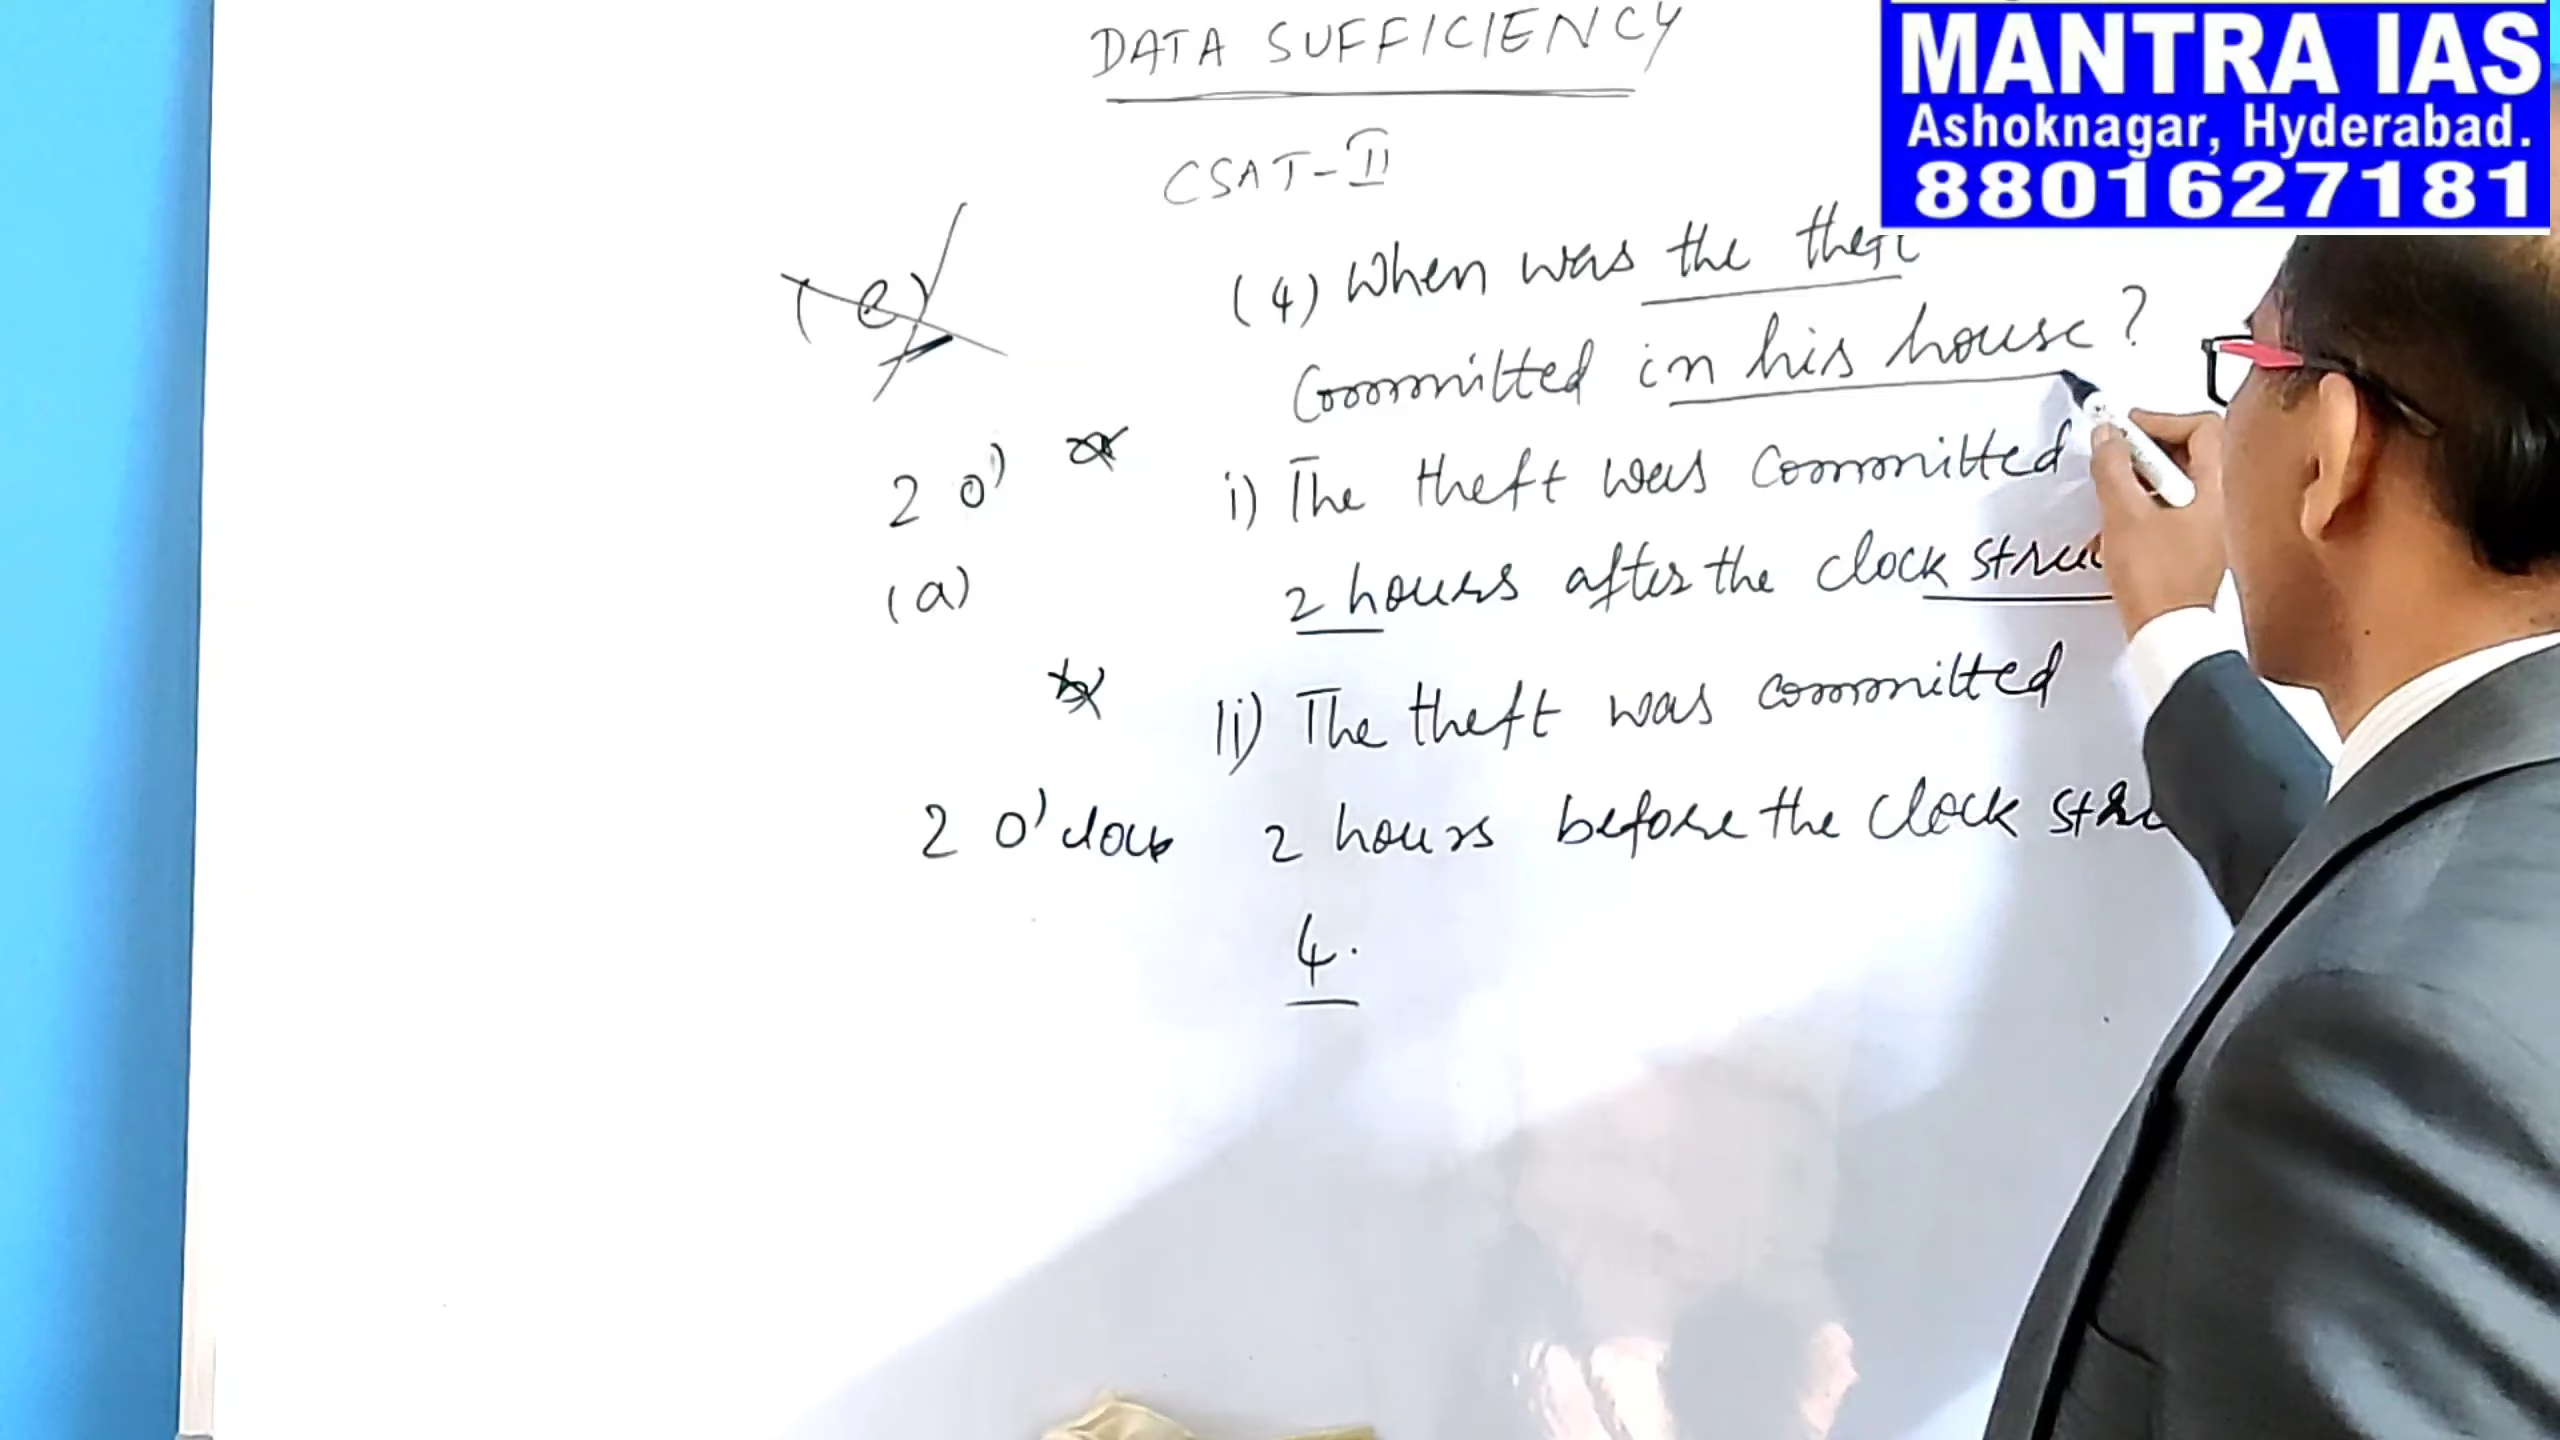 DATA SUFFICIENCY
CSAT-II
MANTRA IAS
Ashoknagar, Hyderabad.
8801627181
(e)
(4) When was the theft
Committed in his house?
2 o'
i) The theft was Committed
(a)
2 hours after the clock
ii) The theft was committed
2 o'clock
2 hours before the clock
4.